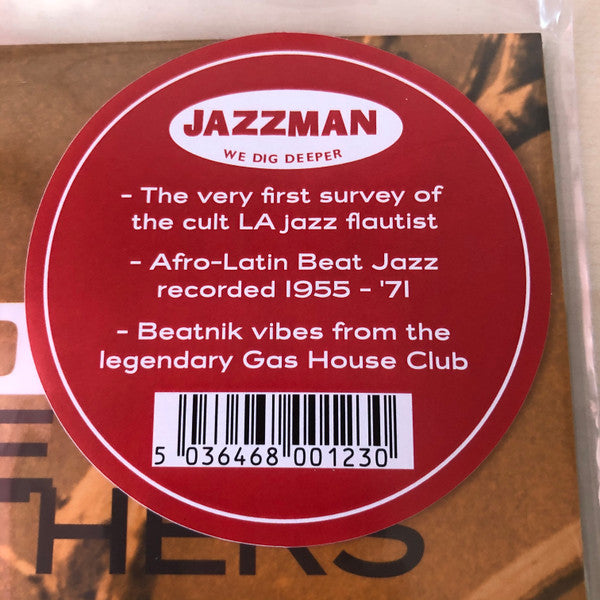 JAZZMAN
WE DIG DEEPER
- The very first survey of
the cult LA jazz flautist
- Afro-Latin Beat Jazz
recorded 1955 - '71
- Beatnik vibes from the
legendary Gas House Club
5 036468 001230
HERS